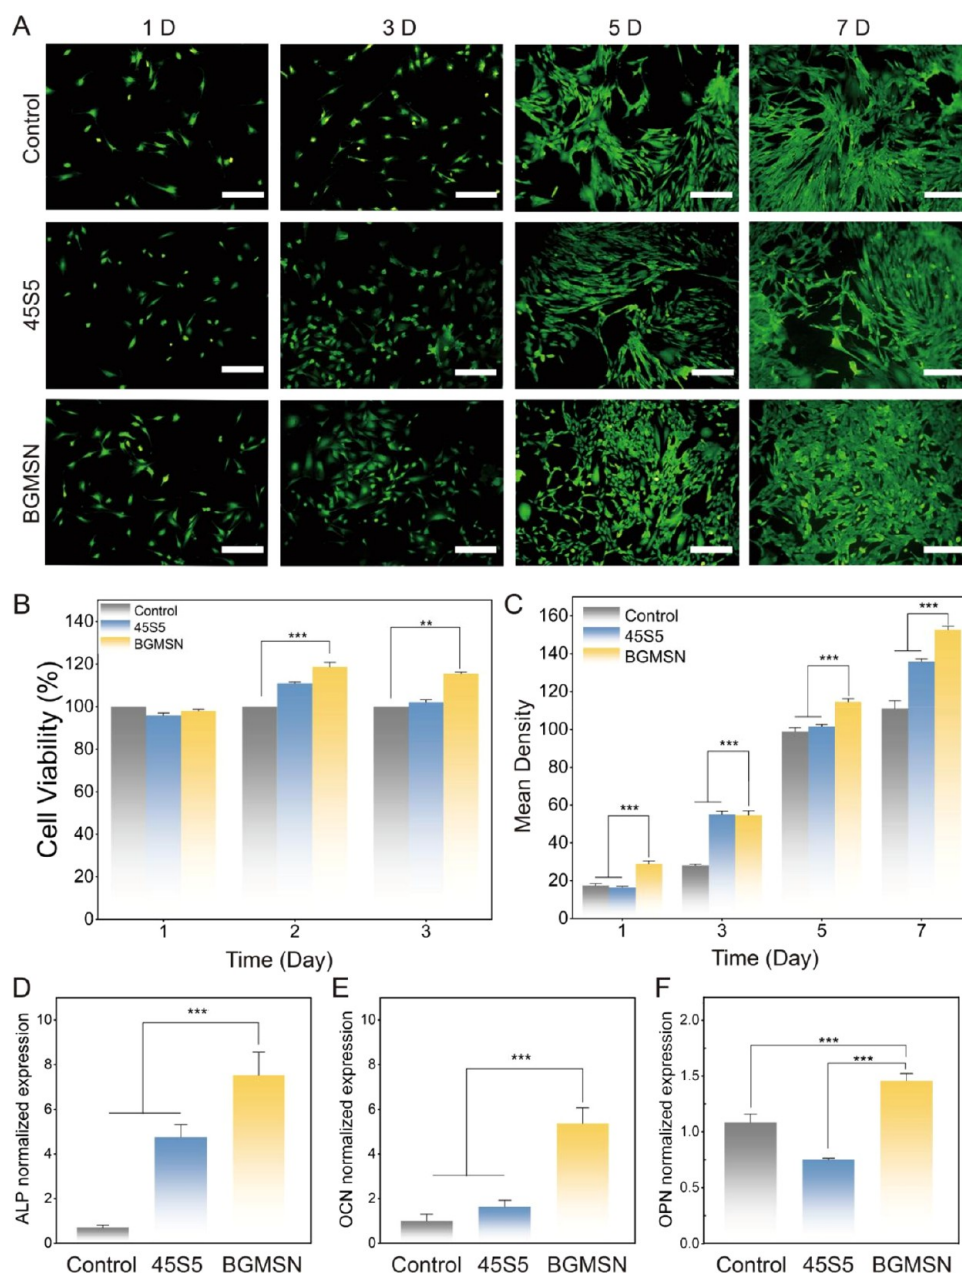 A
1 D 3 D 5 D 7 D
Control
45S5
BGMSN
B
Control
45S5
BGMSN
Cell Viability (%)
140
120
100
80
60
40
20
0
***
**
1 2 3
Time (Day)
C
Control
45S5
BGMSN
Mean Density
160
140
120
100
80
60
40
20
0
***
***
***
***
1 3 5 7
Time (Day)
D
ALP normalized expression
10
8
6
4
2
0
***
Control 45S5 BGMSN
E
OCN normalized expression
10
8
6
4
2
0
***
Control 45S5 BGMSN
F
OPN normalized expression
2.0
1.5
1.0
0.5
0.0
***
***
Control 45S5 BGMSN